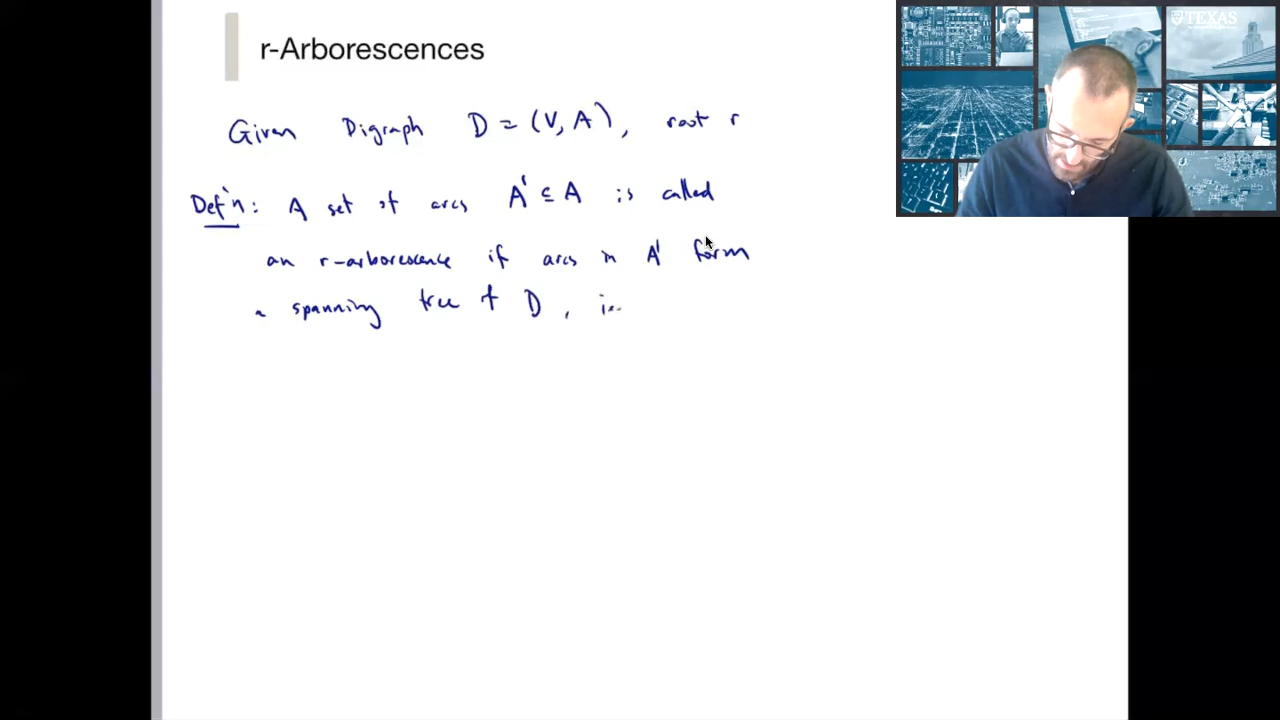 r-Arborescences
TEXAS
Given Digraph D = (V, A), root r
Def'n: A set of arcs A' ⊆ A is called
an r-arborescence if arcs in A' form
a spanning tree of D, i.e.